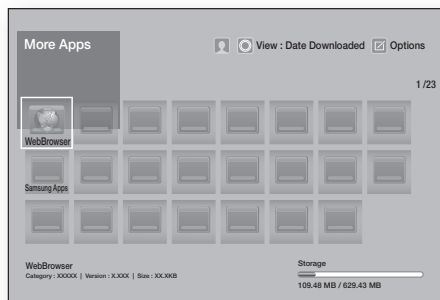 More Apps
View : Date Downloaded
Options
1 /23
WebBrowser
Samsung Apps
WebBrowser
Category : XXXXX | Version : X.XXX | Size : XX.XKB
Storage
109.48 MB / 629.43 MB